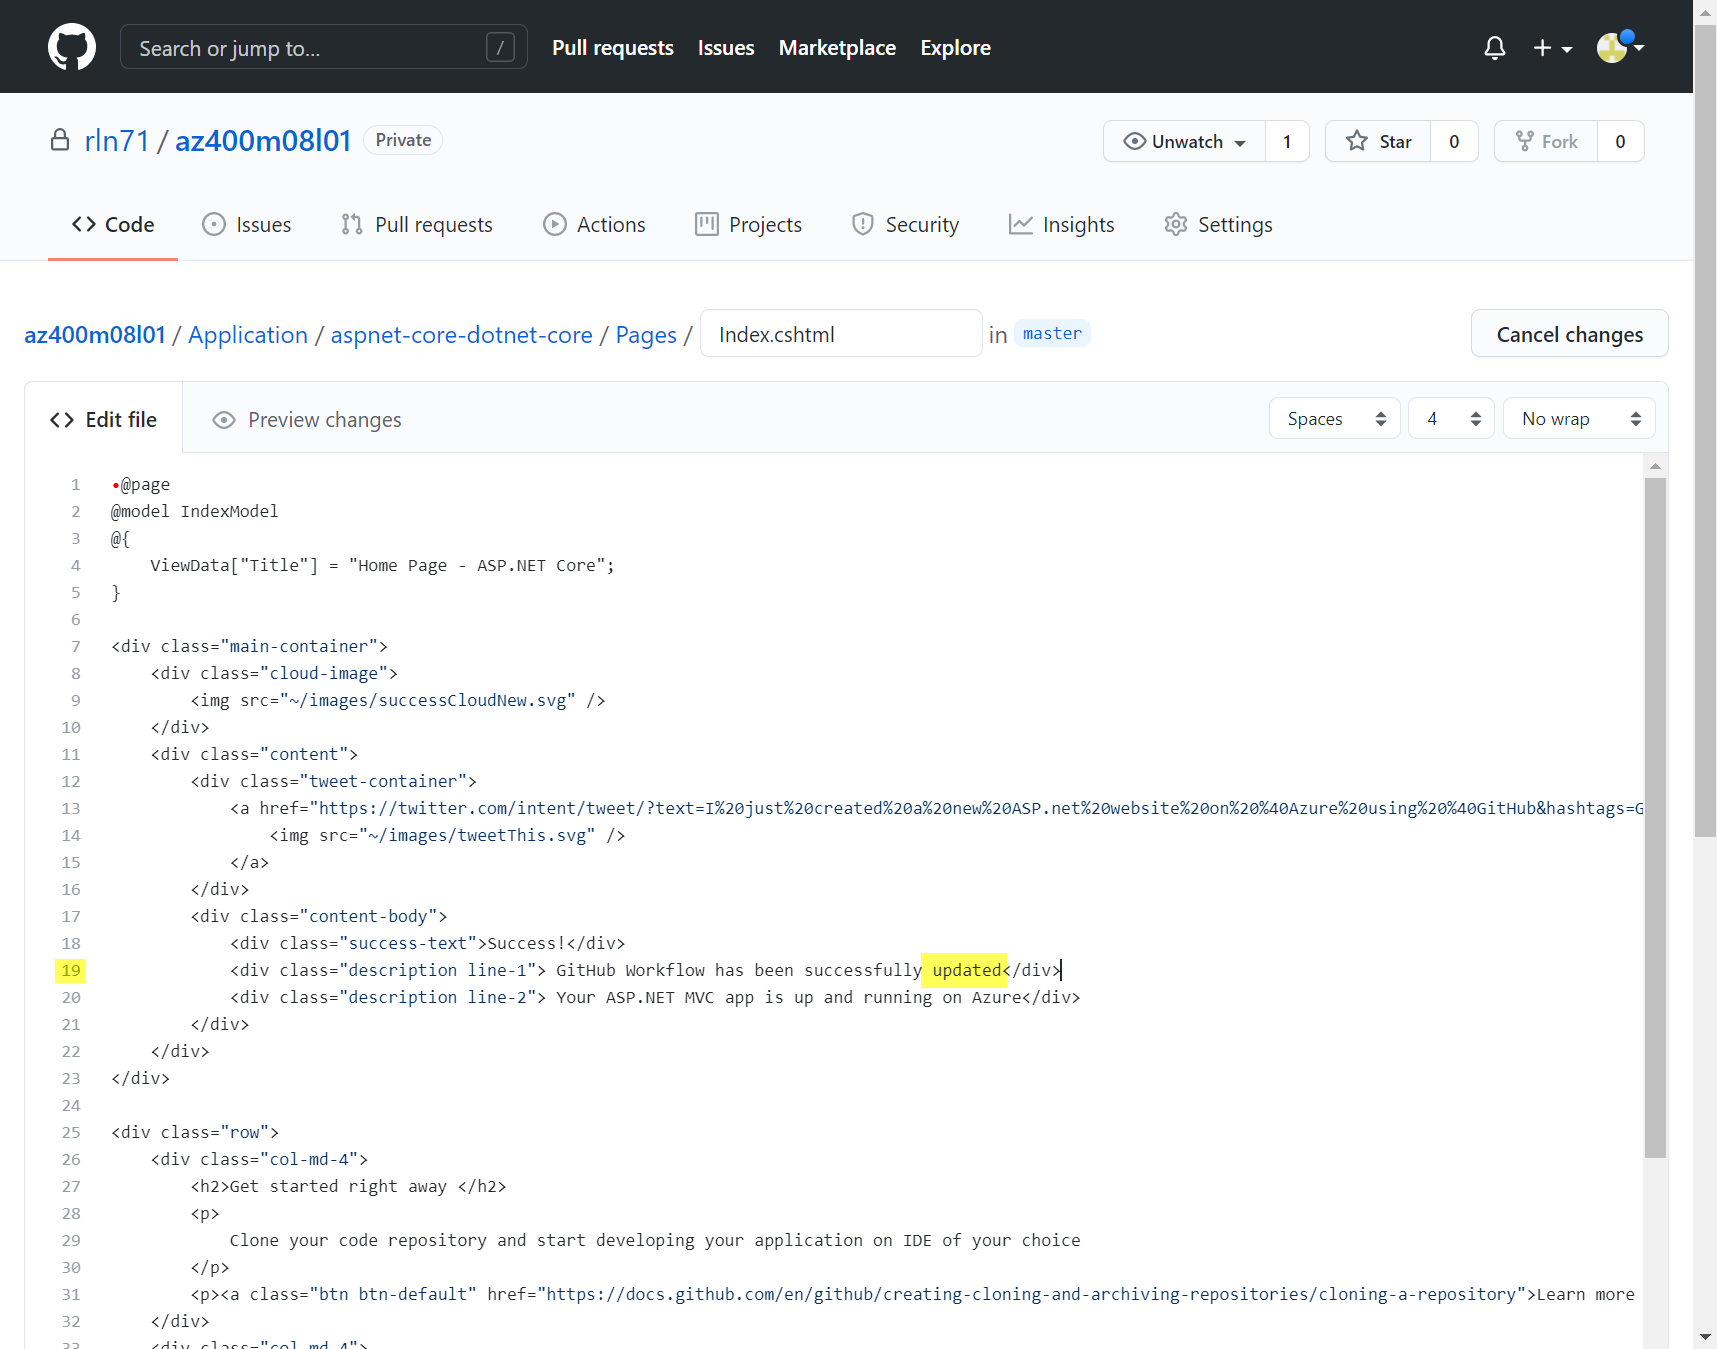 Search or jump to... /
Pull requests Issues Marketplace Explore
rln71 / az400m08l01 Private
Unwatch 1 Star 0 Fork 0
Code Issues Pull requests Actions Projects Security Insights Settings
az400m08l01 / Application / aspnet-core-dotnet-core / Pages / Index.cshtml in master Cancel changes
Edit file Preview changes Spaces 4 No wrap
1 •@page
2 @model IndexModel
3 @{
4     ViewData["Title"] = "Home Page - ASP.NET Core";
5 }
6
7 <div class="main-container">
8     <div class="cloud-image">
9         <img src="~/images/successCloudNew.svg" />
10     </div>
11     <div class="content">
12         <div class="tweet-container">
13             <a href="https://twitter.com/intent/tweet/?text=I%20just%20created%20a%20new%20ASP.net%20website%20on%20%40Azure%20using%20%40GitHub&hashtags=G
14                 <img src="~/images/tweetThis.svg" />
15             </a>
16         </div>
17         <div class="content-body">
18             <div class="success-text">Success!</div>
19             <div class="description line-1"> GitHub Workflow has been successfully updated</div>
20             <div class="description line-2"> Your ASP.NET MVC app is up and running on Azure</div>
21         </div>
22     </div>
23 </div>
24
25 <div class="row">
26     <div class="col-md-4">
27         <h2>Get started right away </h2>
28         <p>
29             Clone your code repository and start developing your application on IDE of your choice
30         </p>
31         <p><a class="btn btn-default" href="https://docs.github.com/en/github/creating-cloning-and-archiving-repositories/cloning-a-repository">Learn more
32     </div>
33     <div class="col-md-4">